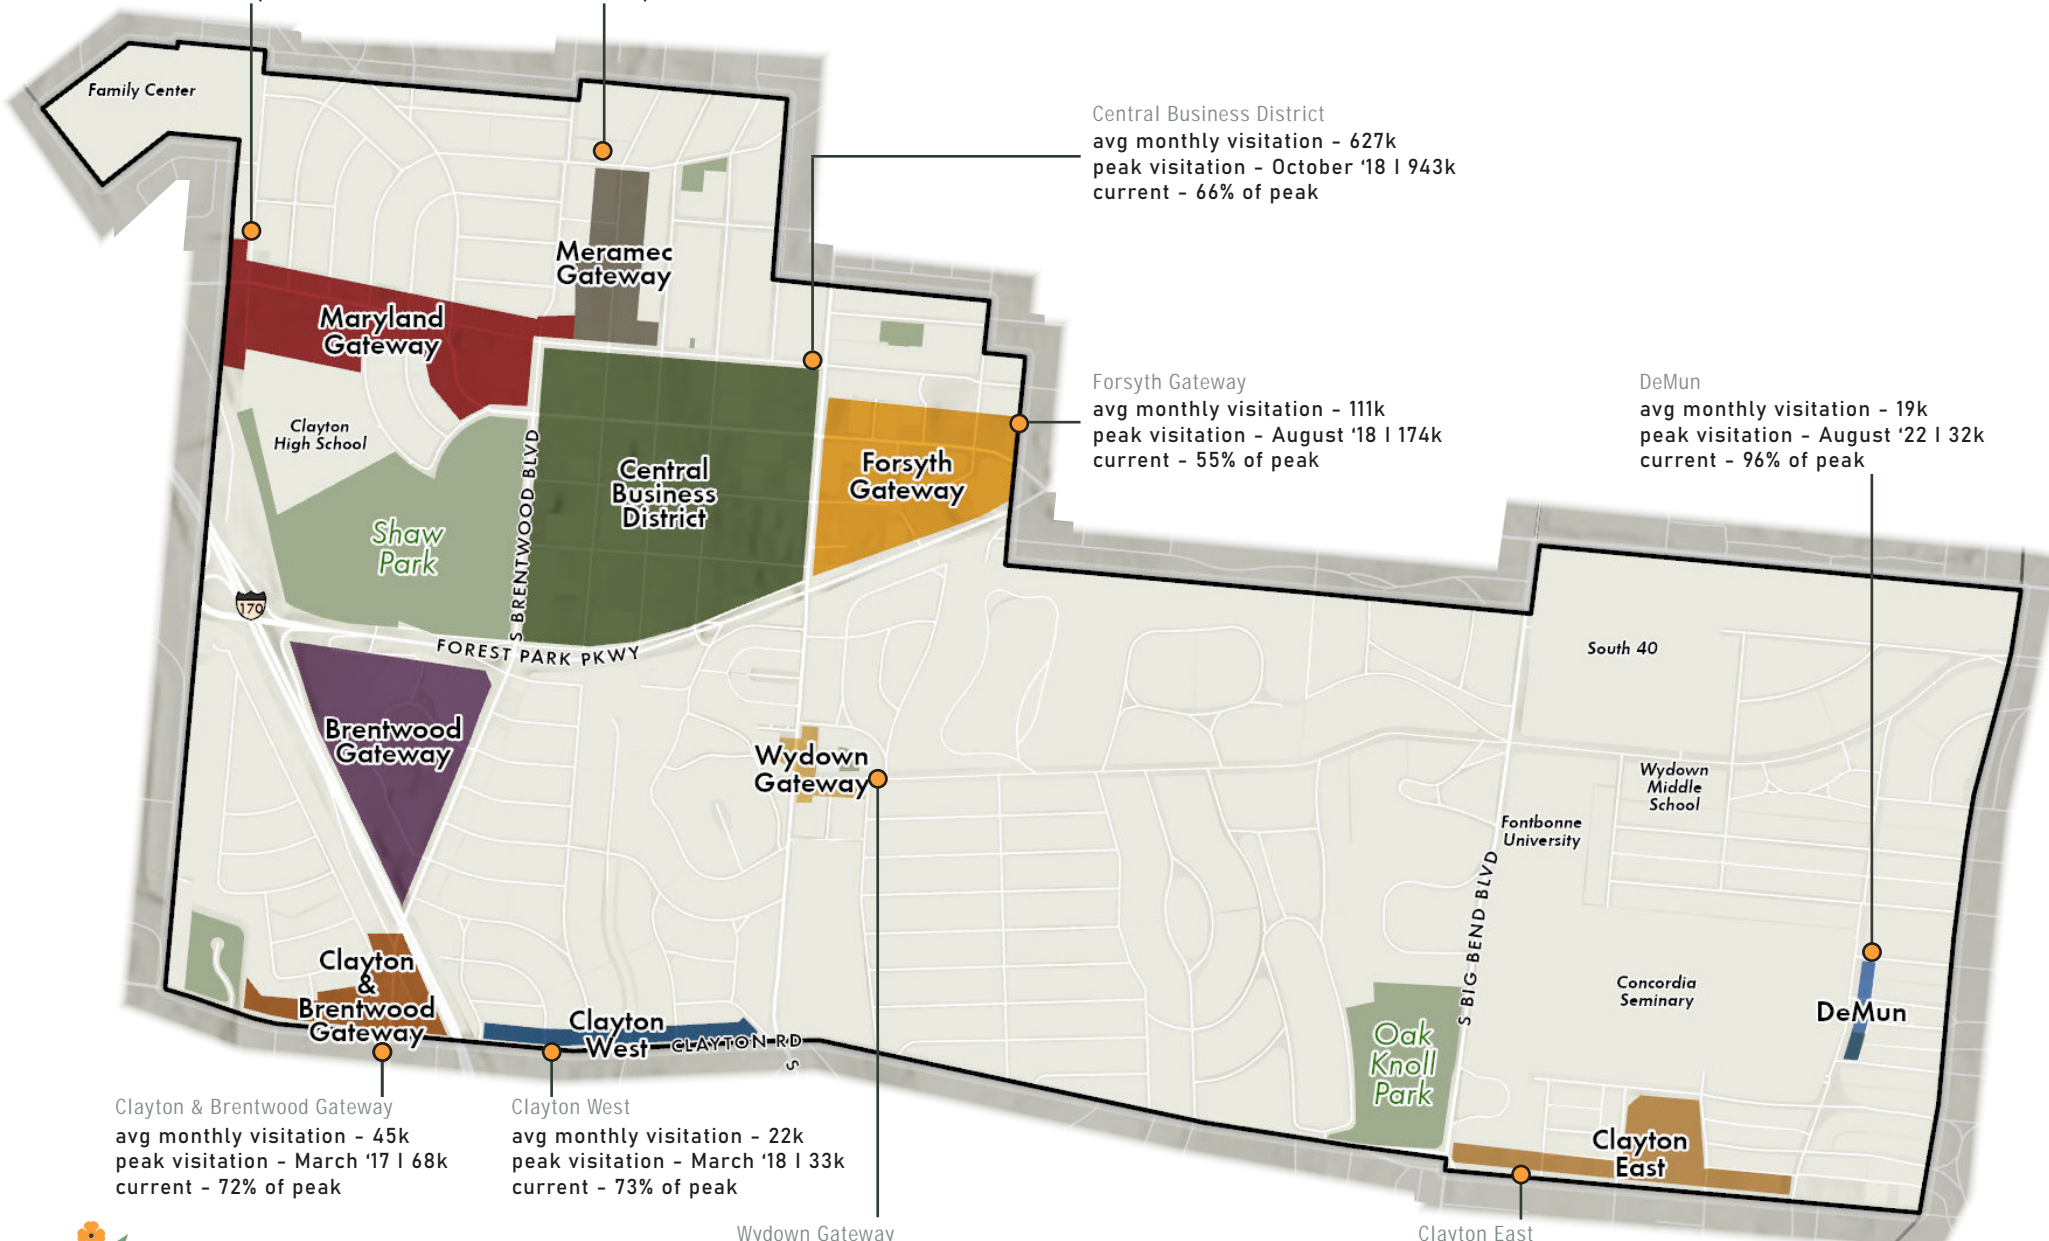 Family Center
Central Business District
avg monthly visitation - 627k
peak visitation - October ‘18 | 943k
current - 66% of peak
Meramec
Gateway
Maryland
Gateway
Forsyth Gateway
avg monthly visitation - 111k
peak visitation - August ‘18 | 174k
current - 55% of peak
DeMun
avg monthly visitation - 19k
peak visitation - August ‘22 | 32k
current - 96% of peak
Clayton
High School
Central
Business
District
Forsyth
Gateway
Shaw
Park
S BRENTWOOD BLVD
170
FOREST PARK PKWY
South 40
Brentwood
Gateway
Wydown
Gateway
Wydown
Middle
School
Fontbonne
University
S BIG BEND BLVD
Clayton
&
Brentwood
Gateway
Clayton
West
CLAYTON RD
S
Concordia
Seminary
DeMun
Oak
Knoll
Park
Clayton
East
Clayton & Brentwood Gateway
avg monthly visitation - 45k
peak visitation - March ‘17 | 68k
current - 72% of peak
Clayton West
avg monthly visitation - 22k
peak visitation - March ‘18 | 33k
current - 73% of peak
Wydown Gateway
Clayton East